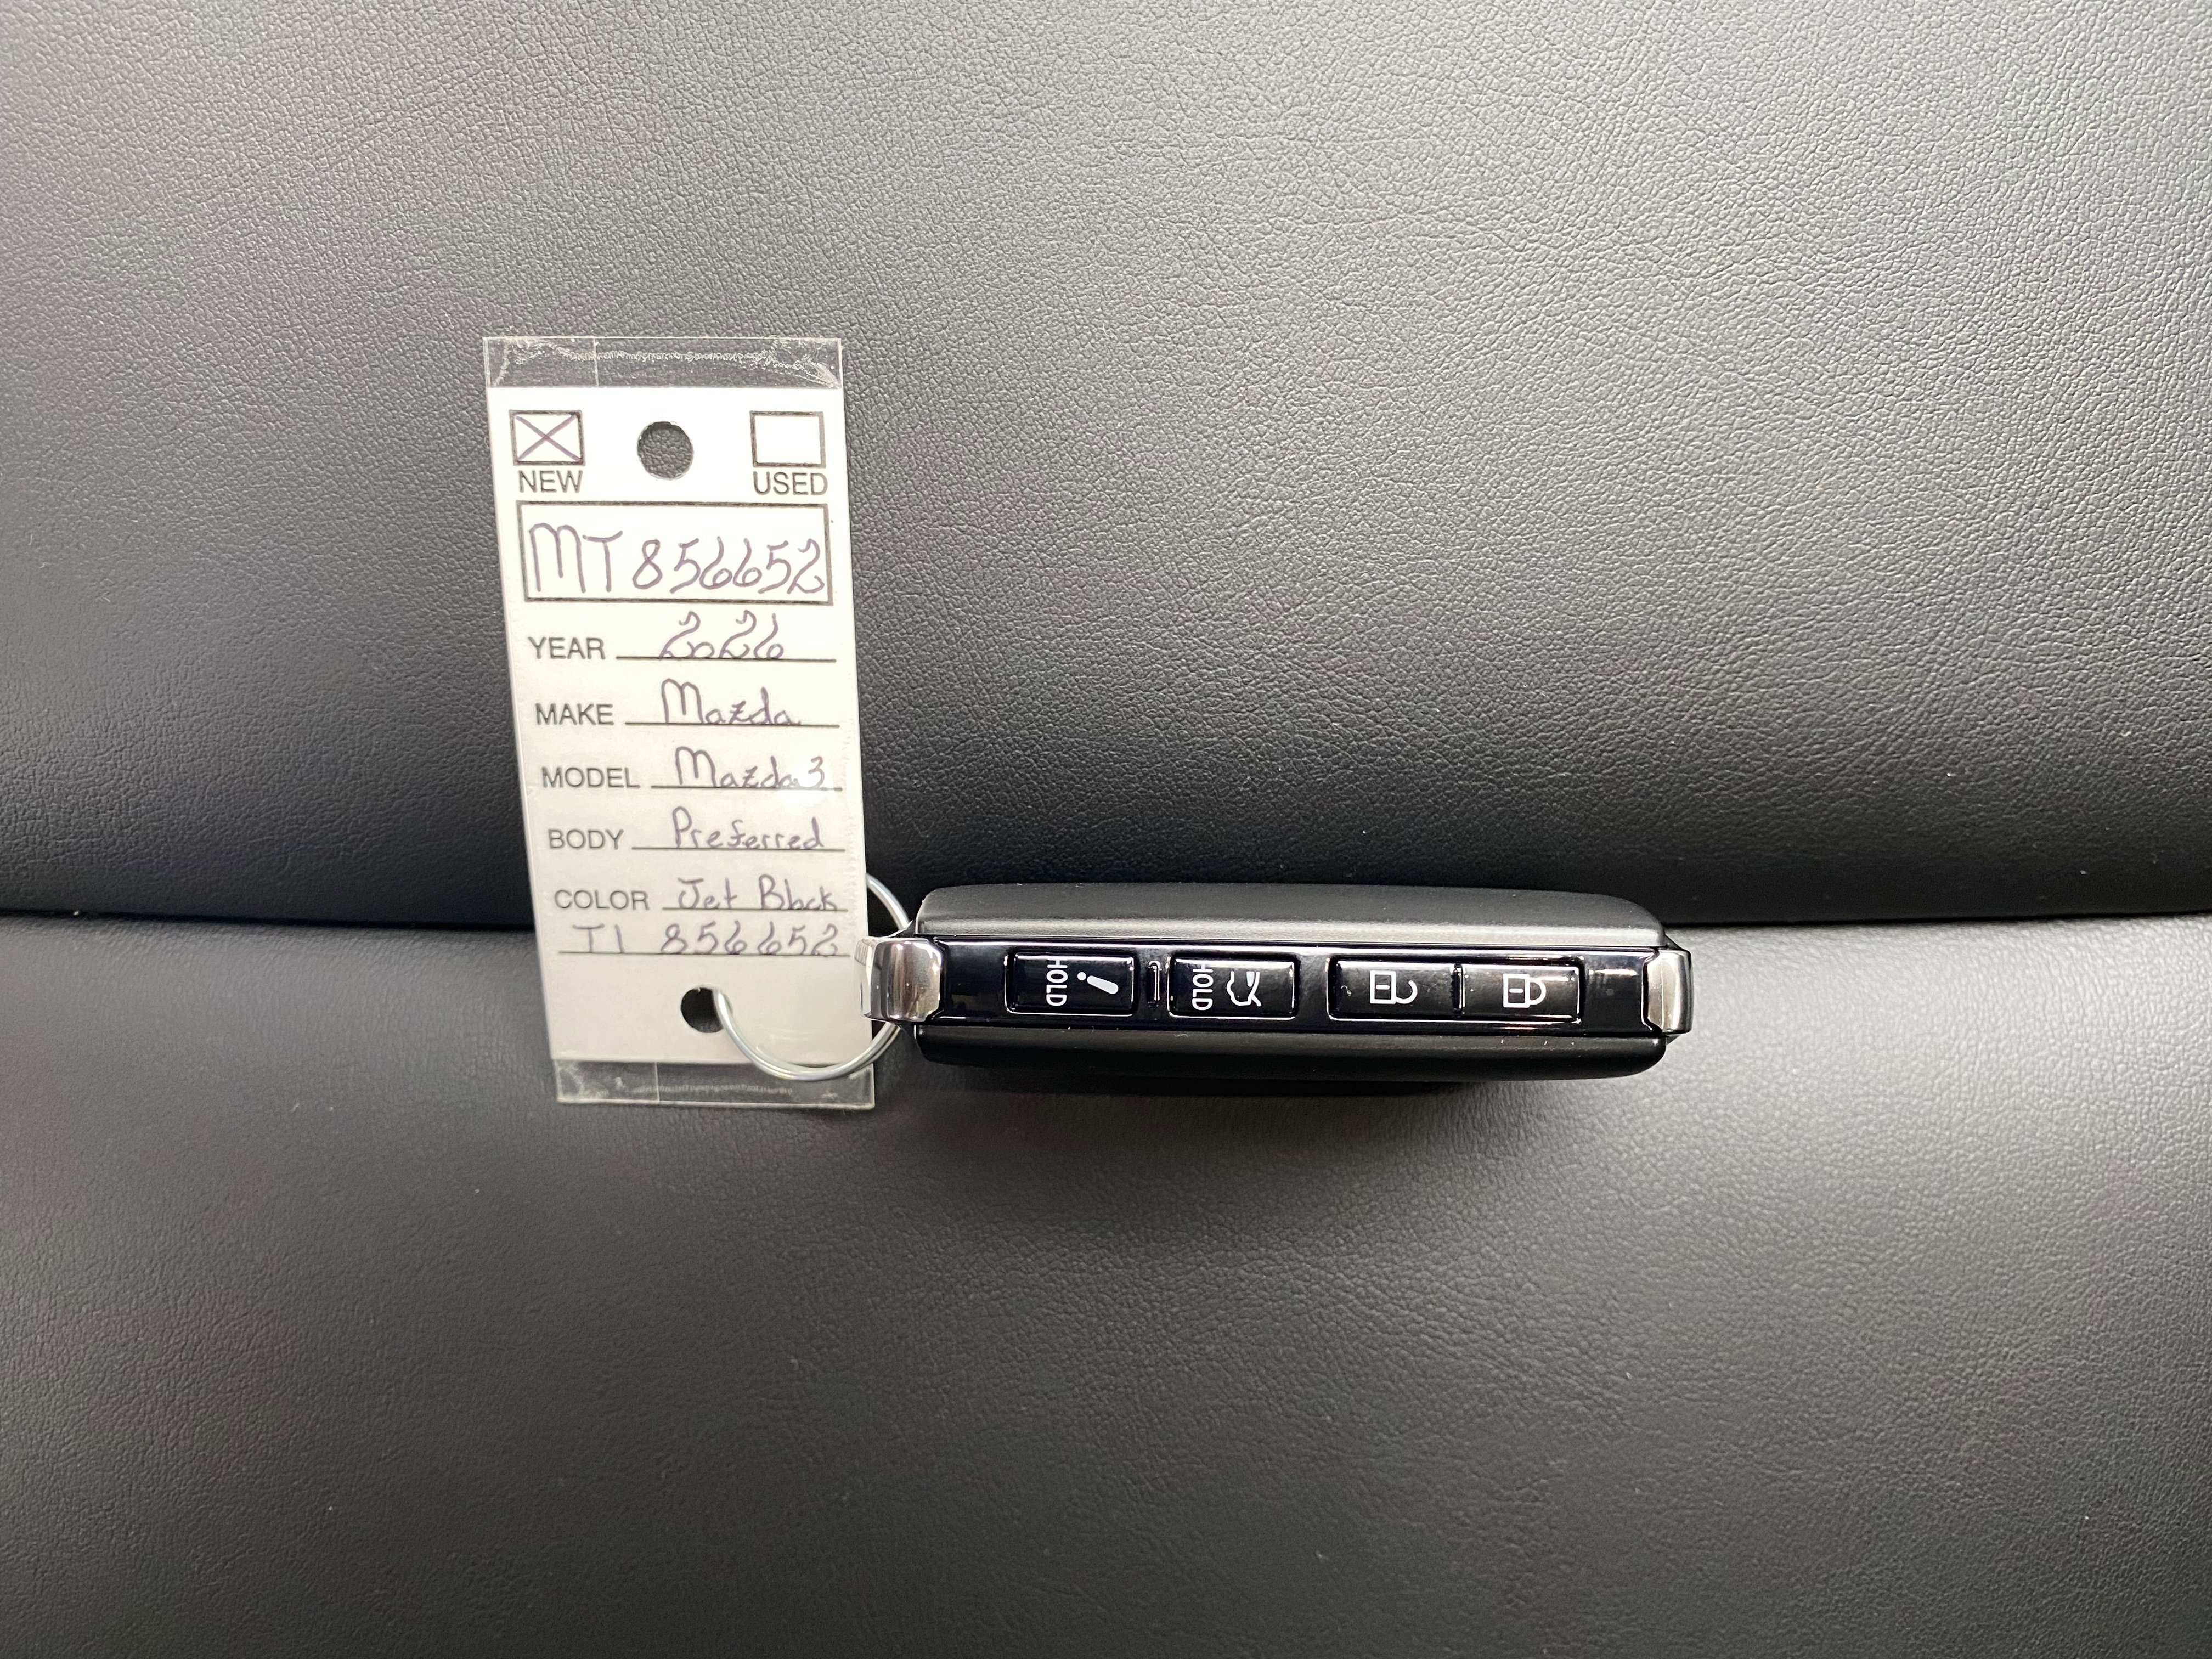 NEW USED
MT856652
YEAR 2026
MAKE Mazda
MODEL Mazda3
BODY Preferred
COLOR Jet Black
T1 856652
HOLD HOLD